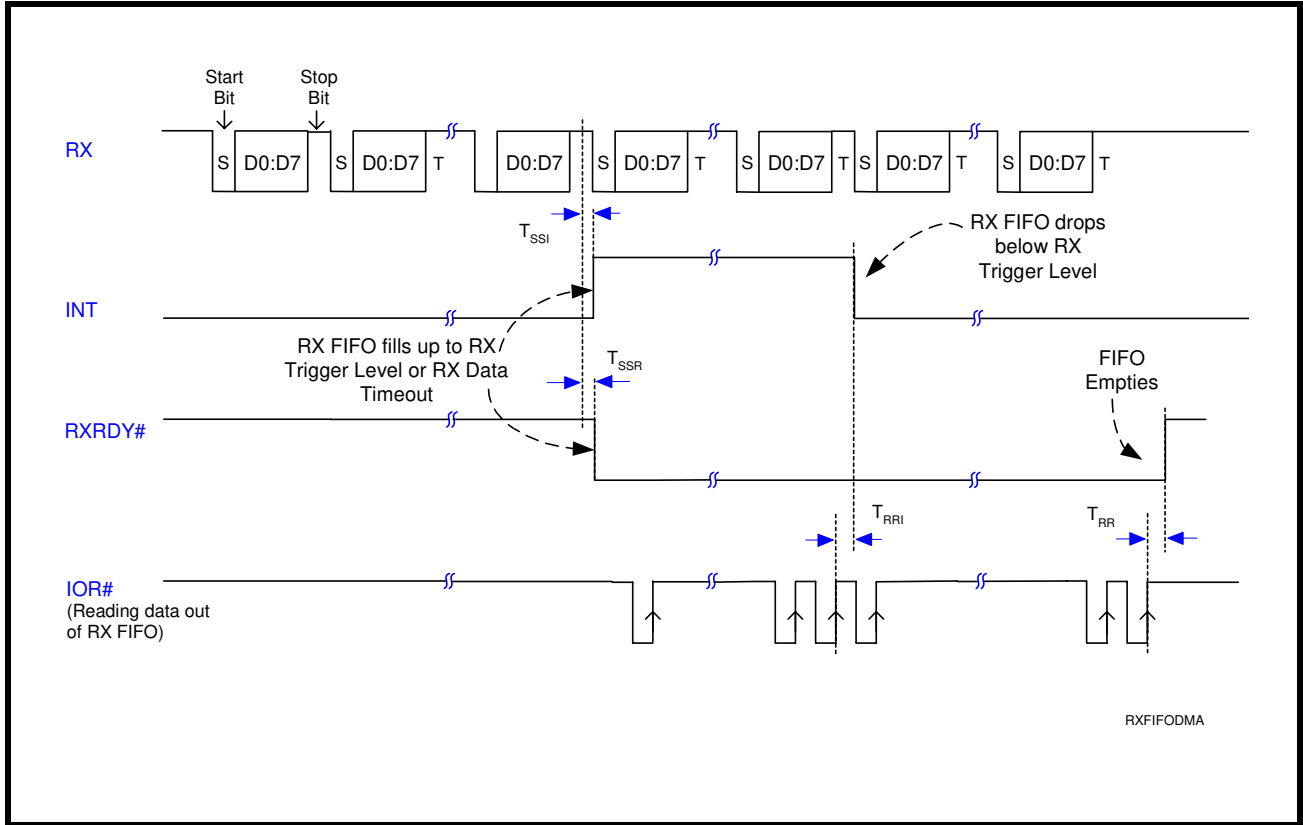 Start
Bit
Stop
Bit
RX
S D0:D7 S D0:D7 T D0:D7 S D0:D7 T S D0:D7 T S D0:D7 T S D0:D7 T
TSSI
RX FIFO drops
below RX
Trigger Level
INT
RX FIFO fills up to RX
Trigger Level or RX Data
Timeout
TSSR
FIFO
Empties
RXRDY#
TRRI
TRR
IOR#
(Reading data out
of RX FIFO)
RXFIFODMA